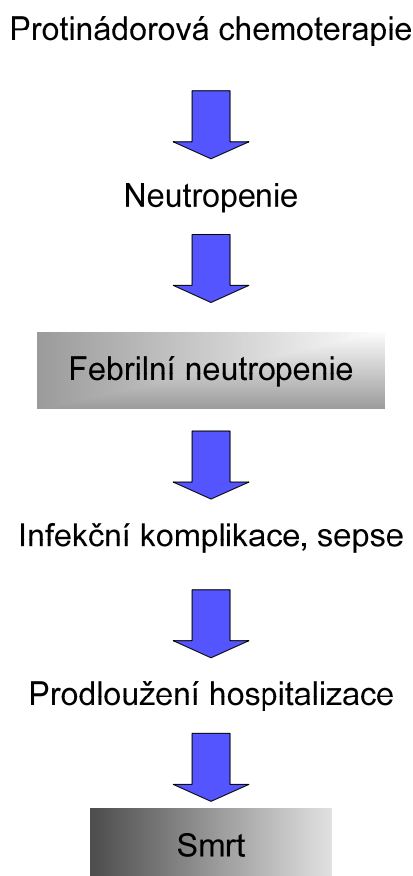 Protinádorová chemoterapie
Neutropenie
Febrilní neutropenie
Infekční komplikace, sepse
Prodloužení hospitalizace
Smrt